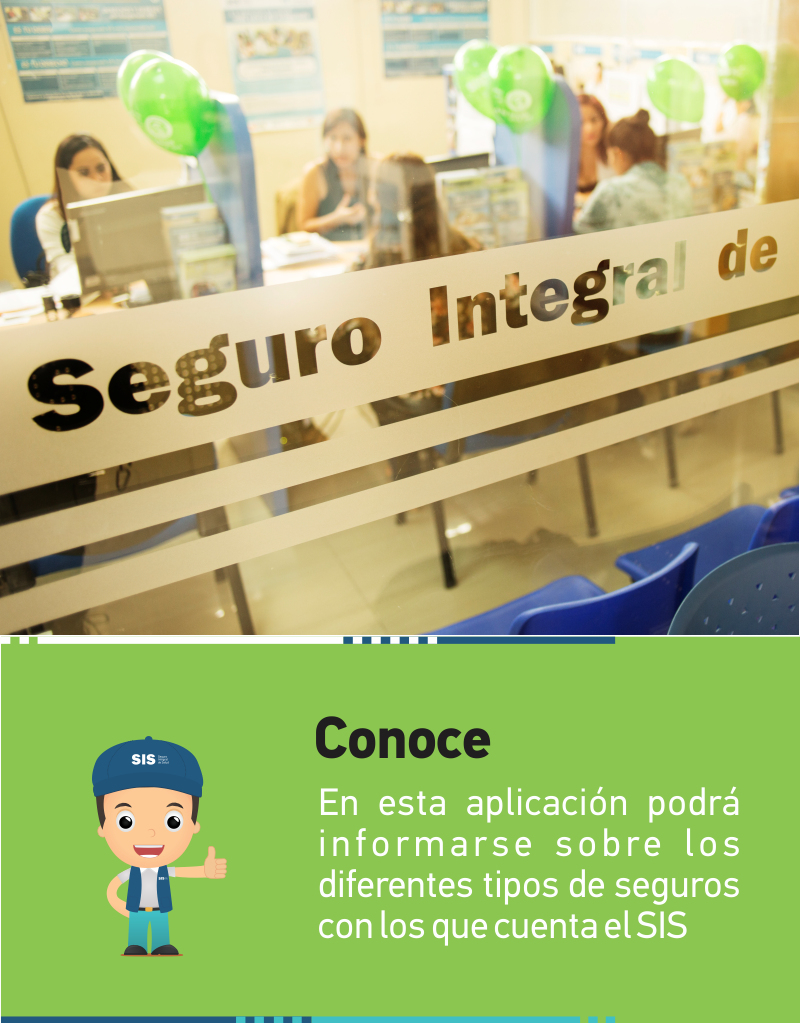 Seguro Integral de
SIS
Conoce
En esta aplicación podrá
informarse sobre los
diferentes tipos de seguros
con los que cuenta el SIS